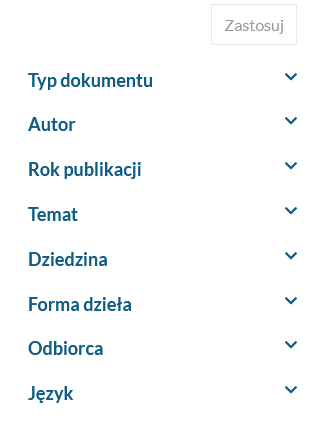 Zastosuj
Typ dokumentu
Autor
Rok publikacji
Temat
Dziedzina
Forma dzieła
Odbiorca
Język